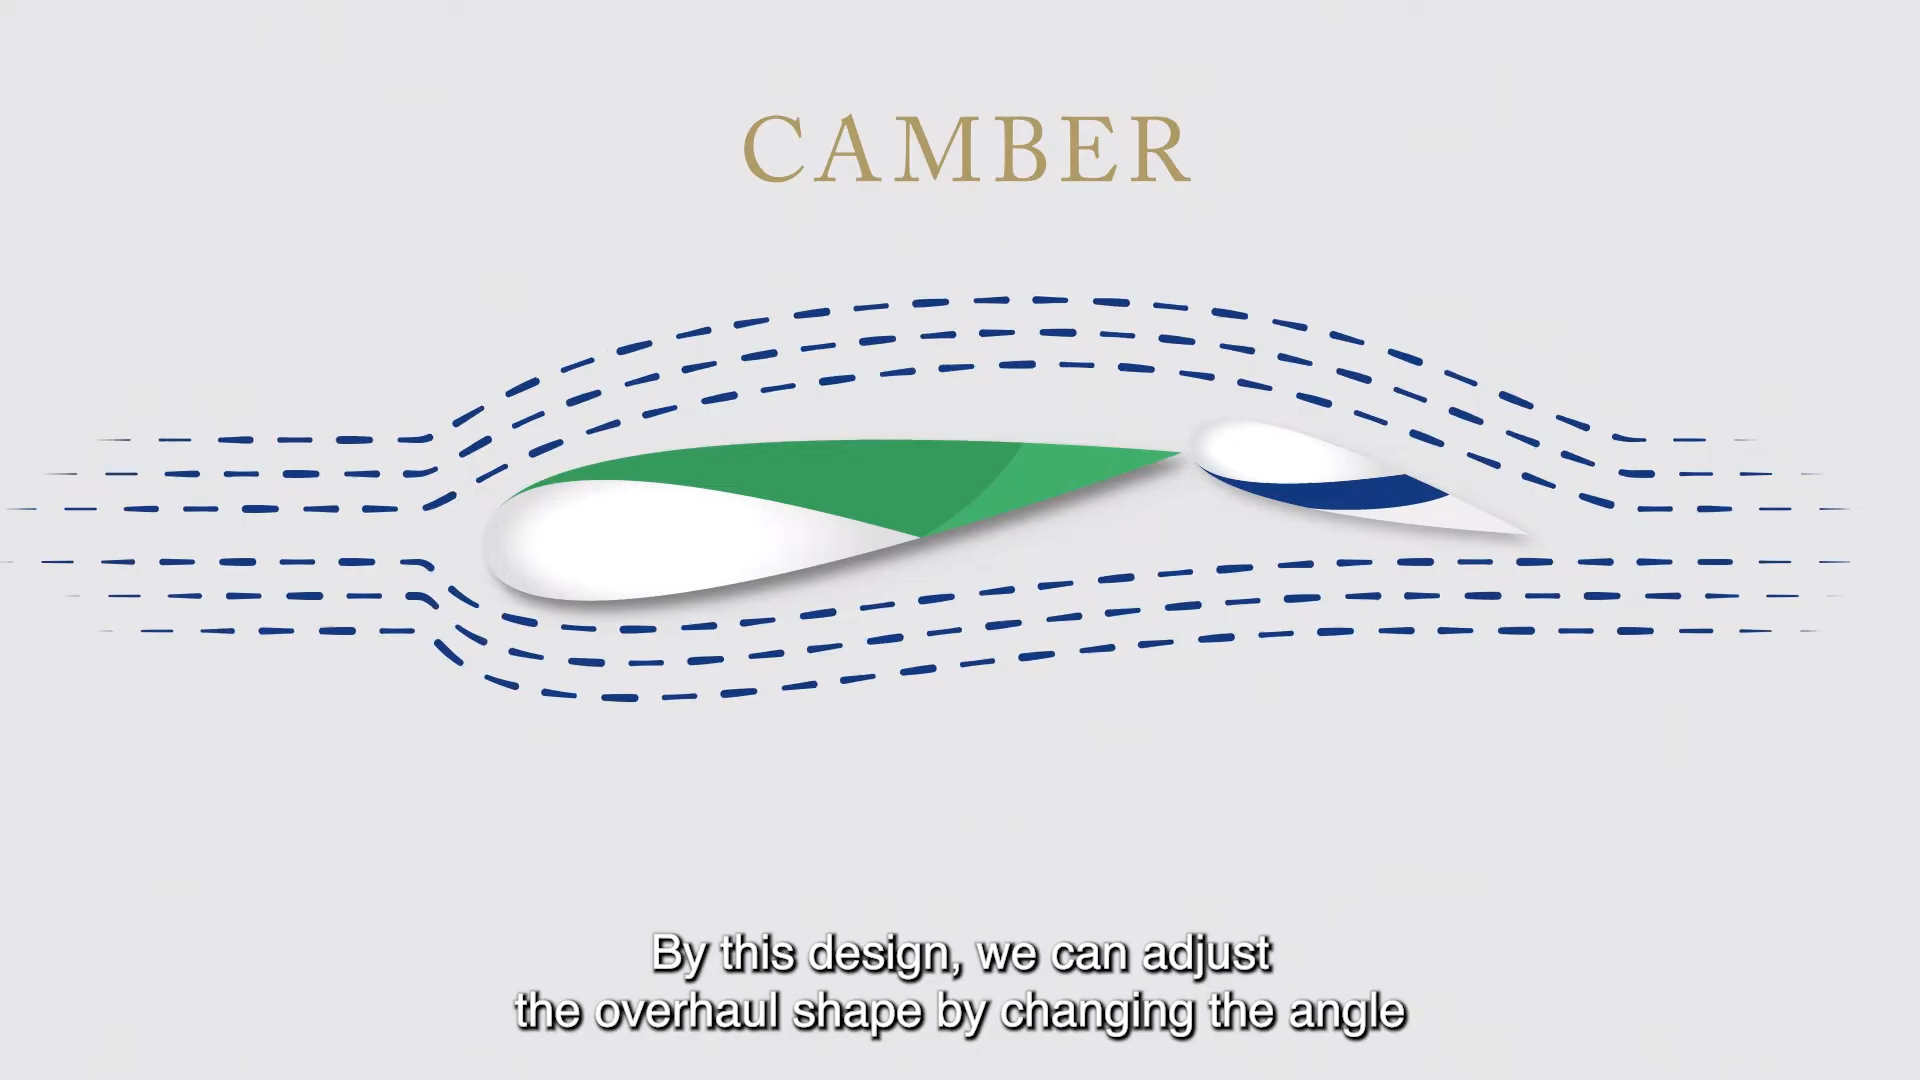 CAMBER
By this design, we can adjust
the overhaul shape by changing the angle